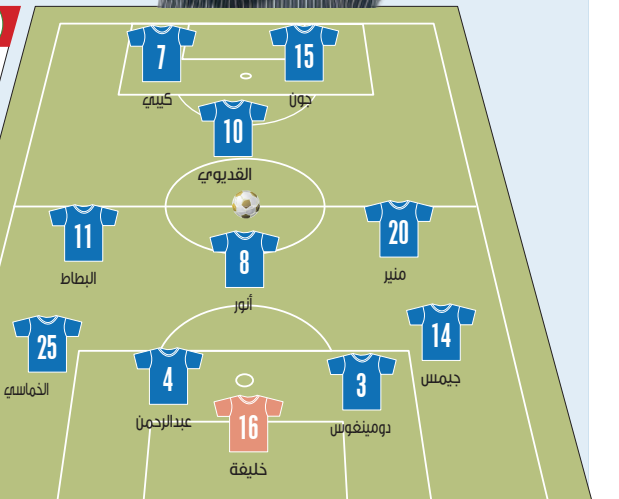 7
15
كيبي
جون
10
القديوي
11
20
البطاط
منير
8
أنور
25
14
الخماسي
جيمس
4
3
عبدالرحمن
دومينغوس
16
خليفة